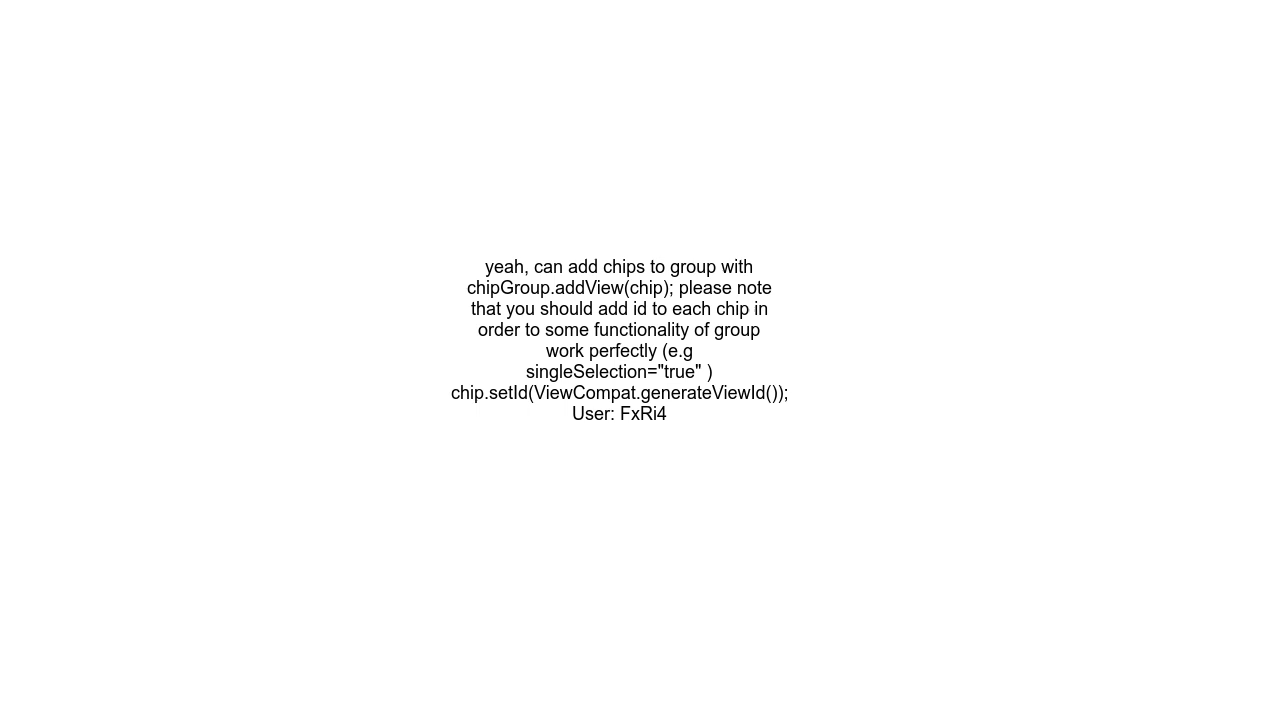 yeah, can add chips to group with
chipGroup.addView(chip); please note
that you should add id to each chip in
order to some functionality of group
work perfectly (e.g
singleSelection="true" )
chip.setId(ViewCompat.generateViewId());
User: FxRi4